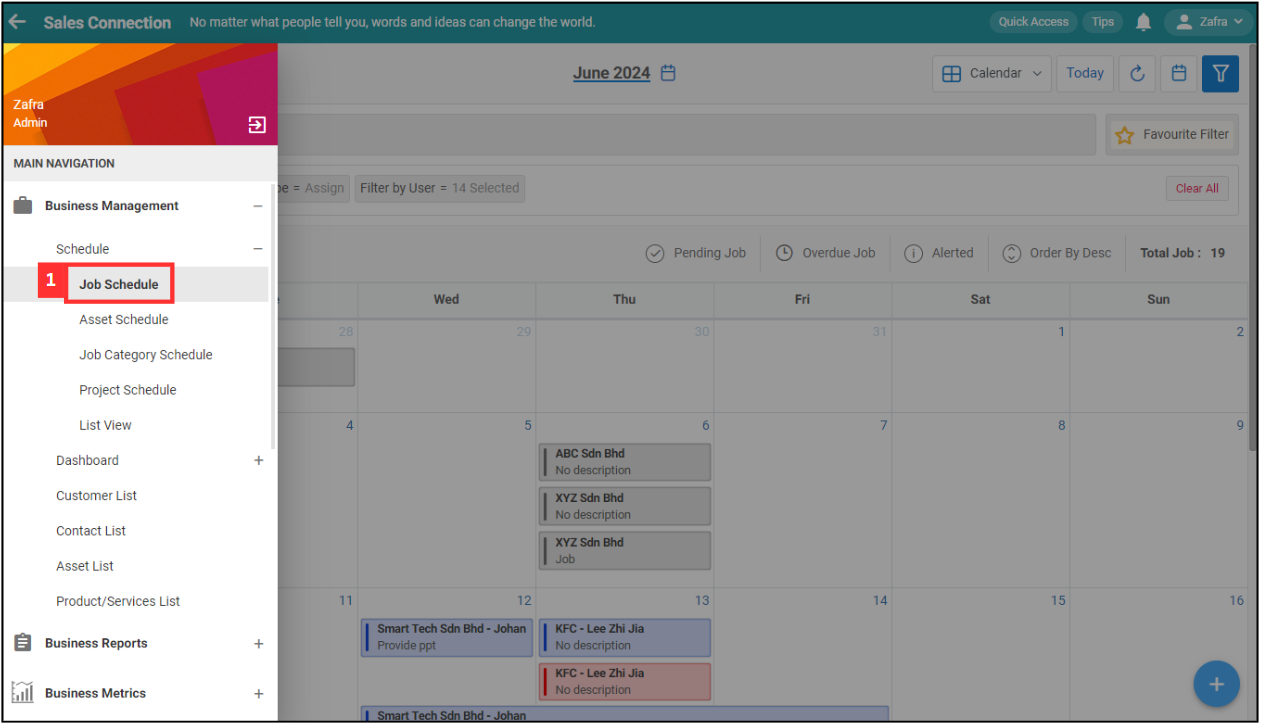 Sales Connection No matter what people tell you, words and ideas can change the world. Quick Access Tips Zafra
Zafra
Admin
MAIN NAVIGATION
Business Management
Schedule
1 Job Schedule
Asset Schedule
Job Category Schedule
Project Schedule
List View
Dashboard
Customer List
Contact List
Asset List
Product/Services List
Business Reports
Business Metrics
June 2024 Calendar Today
Favourite Filter
= Assign Filter by User = 14 Selected Clear All
Pending Job Overdue Job Alerted Order By Desc Total Job : 19
Wed Thu Fri Sat Sun
28 29 30 31 1 2
4 5 6 7 8 9
ABC Sdn Bhd
No description
XYZ Sdn Bhd
No description
XYZ Sdn Bhd
Job
11 12 13 14 15 16
Smart Tech Sdn Bhd - Johan KFC - Lee Zhi Jia
Provide ppt No description
KFC - Lee Zhi Jia
No description
Smart Tech Sdn Bhd - Johan